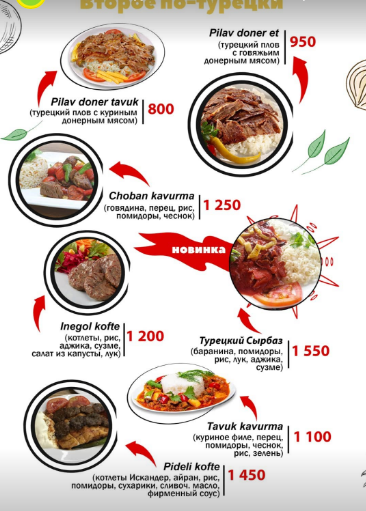 Второе по-турецки
Pilav doner et
(турецкий плов
с говяжьим
донерным мясом)
950
Pilav doner tavuk
(турецкий плов с куриным
донерным мясом)
800
Choban kavurma
(говядина, перец, рис,
помидоры, чеснок)
1 250
новинка
Inegol kofte
(котлеты, рис,
аджика, сузме,
салат из капусты, лук)
1 200
Турецкий Сырбаз
(баранина, помидоры,
рис, лук, аджика,
сузме)
1 550
Tavuk kavurma
(куриное филе, перец,
помидоры, чеснок,
рис, зелень)
1 100
Pideli kofte
(котлеты Искандер, айран, рис,
помидоры, сухарики, сливоч. масло,
фирменный соус)
1 450